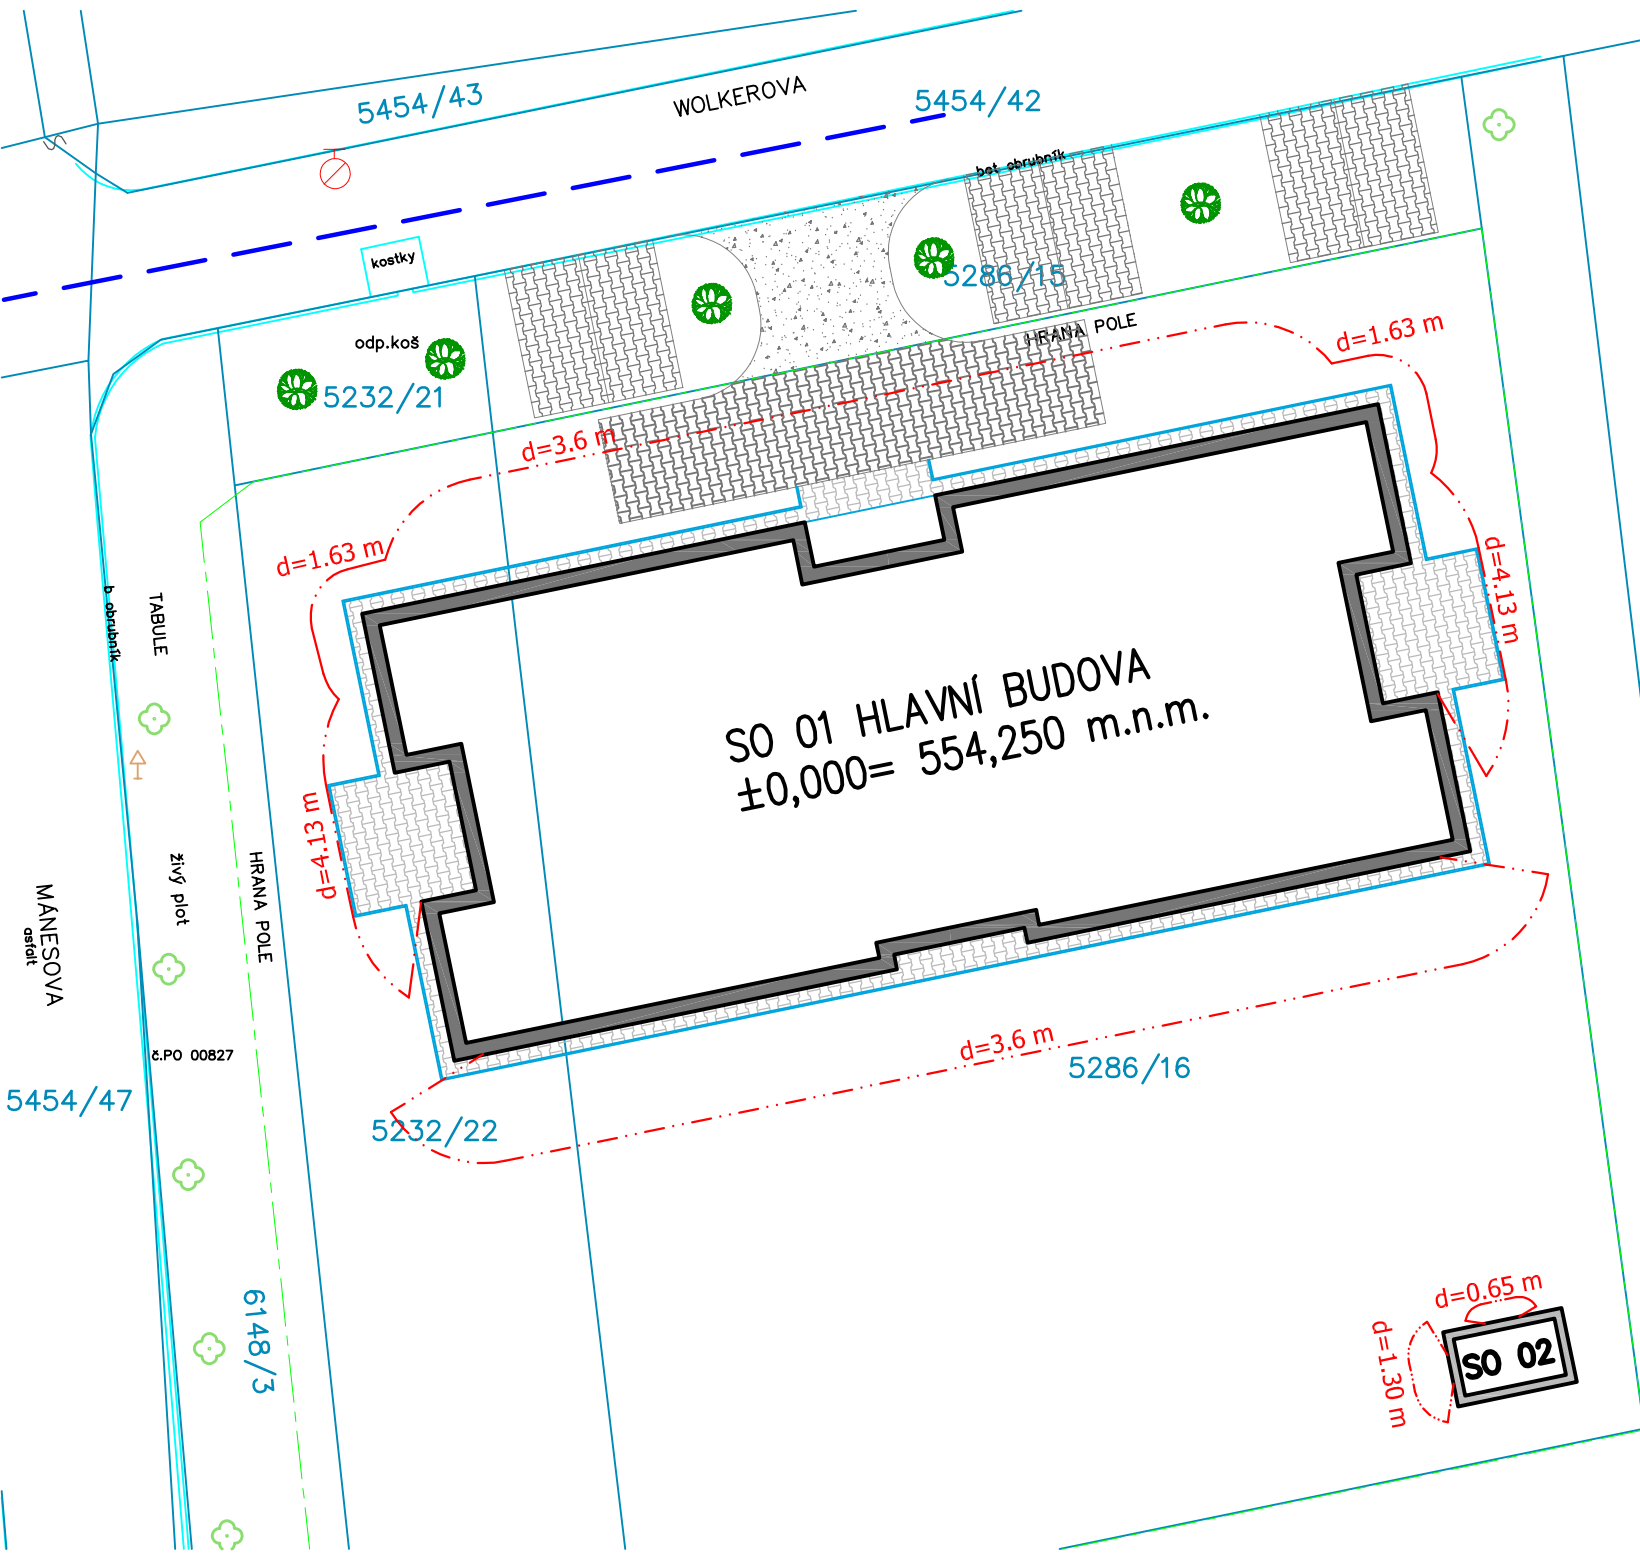 5454/43
WOLKEROVA
5454/42
bet obrubník
kostky
5286/15
odp.koš
HRANA POLE
d=1.63 m
5232/21
d=3.6 m
d=1.63 m
d=4.13 m
TABULE
b obrubník
SO 01 HLAVNÍ BUDOVA
±0,000= 554,250 m.n.m.
d=4.13 m
živý plot
HRANA POLE
MÁNESOVA
asfalt
č.PO 00827
d=3.6 m
5286/16
5454/47
5232/22
6148/3
d=0.65 m
d=1.30 m
SO 02